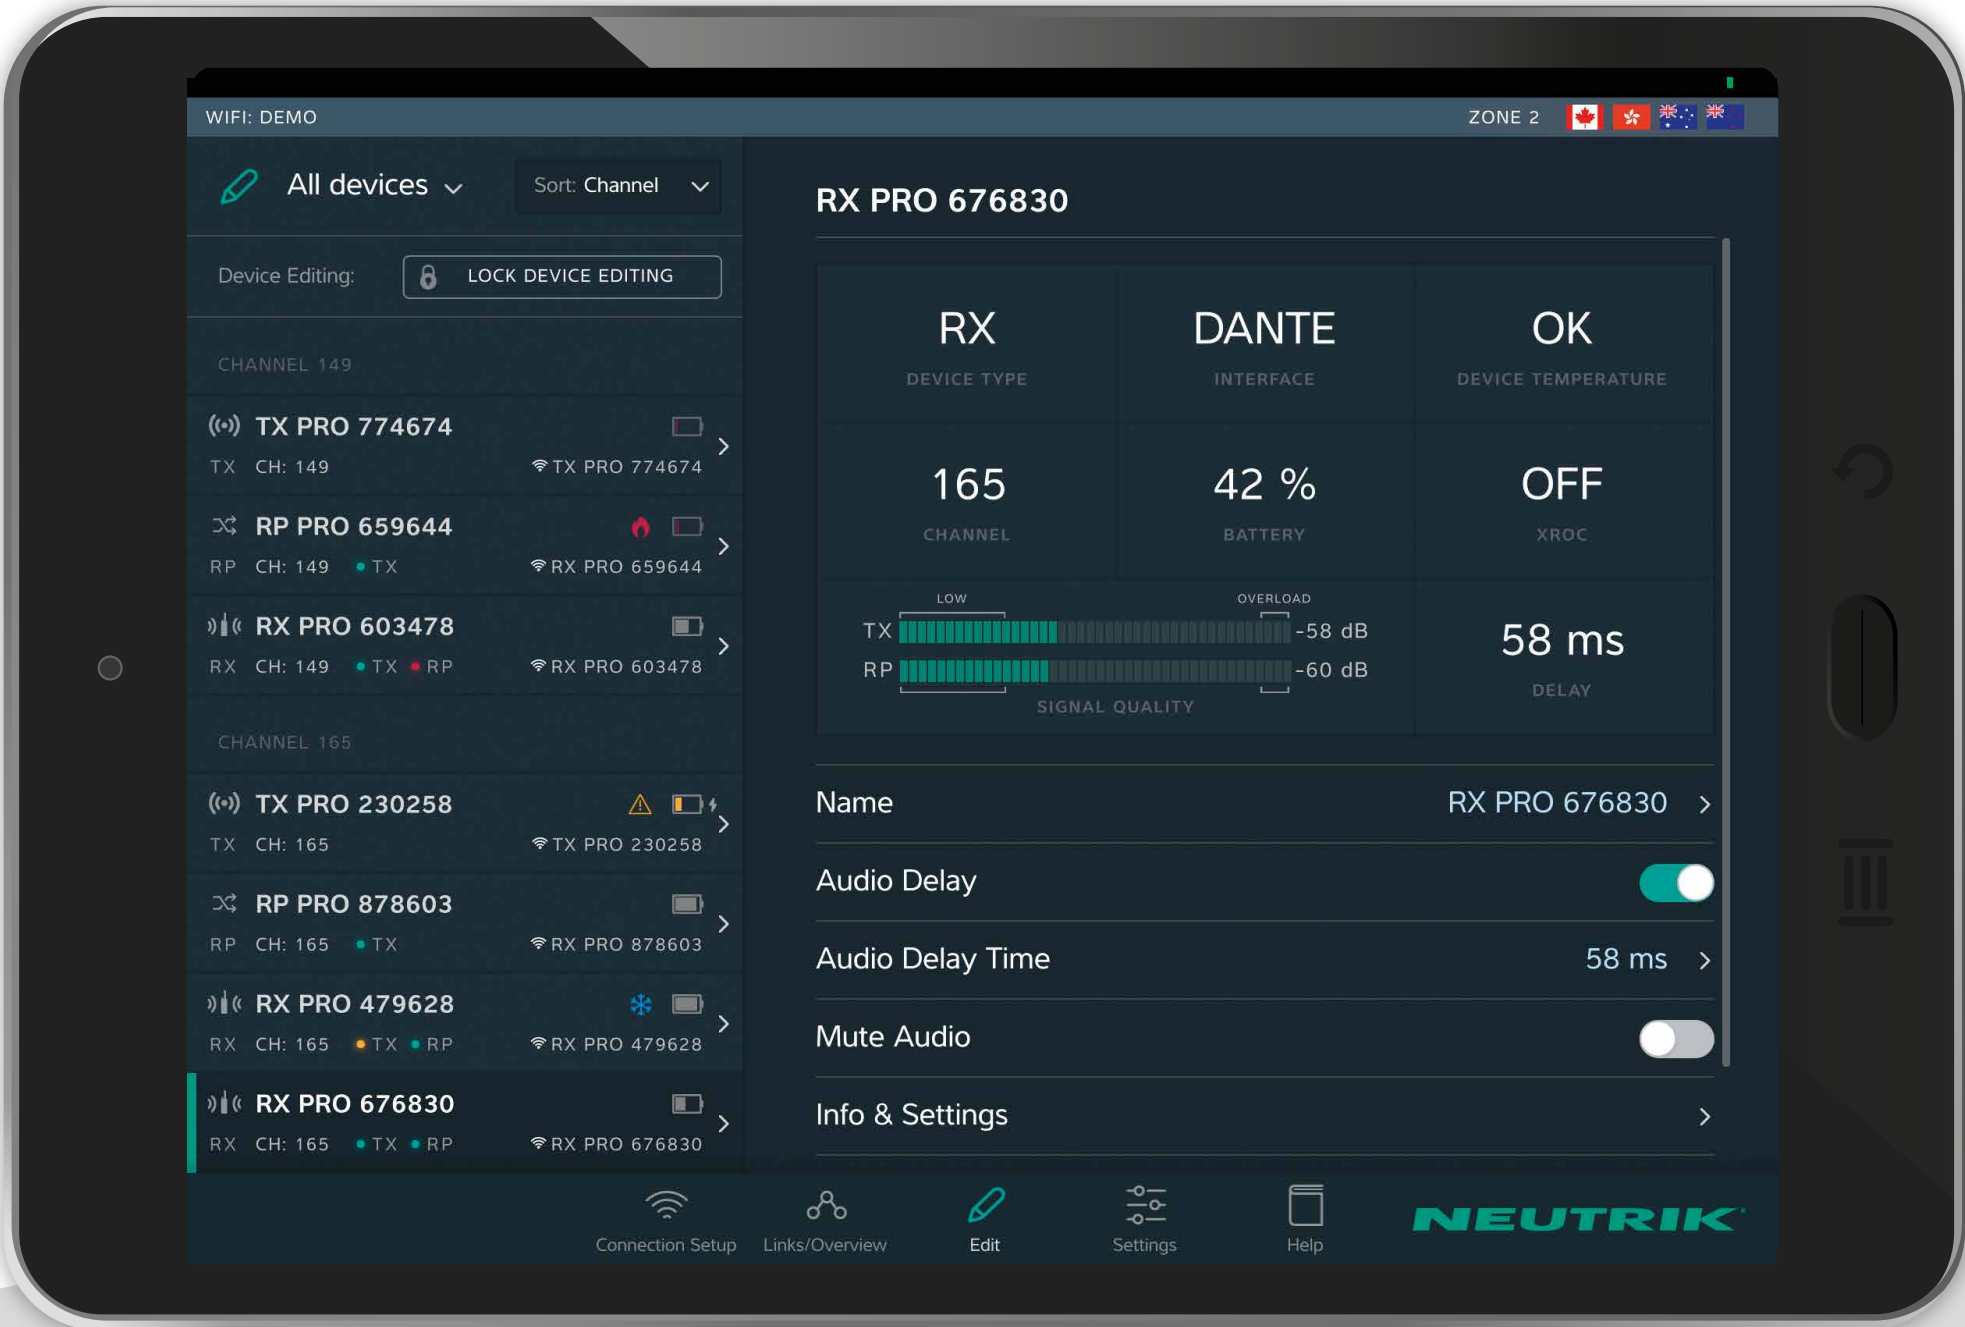 WIFI: DEMO
ZONE 2
All devices
Sort: Channel
Device Editing:
LOCK DEVICE EDITING
CHANNEL 149
TX PRO 774674
TX CH: 149
TX PRO 774674
RP PRO 659644
RP CH: 149 TX
RX PRO 659644
RX PRO 603478
RX CH: 149 TX RP
RX PRO 603478
CHANNEL 165
TX PRO 230258
TX CH: 165
TX PRO 230258
RP PRO 878603
RP CH: 165 TX
RX PRO 878603
RX PRO 479628
RX CH: 165 TX RP
RX PRO 479628
RX PRO 676830
RX CH: 165 TX RP
RX PRO 676830
RX PRO 676830
RX
DEVICE TYPE
DANTE
INTERFACE
OK
DEVICE TEMPERATURE
165
CHANNEL
42 %
BATTERY
OFF
XROC
LOW
OVERLOAD
TX -58 dB
RP -60 dB
SIGNAL QUALITY
58 ms
DELAY
Name RX PRO 676830
Audio Delay
Audio Delay Time 58 ms
Mute Audio
Info & Settings
Connection Setup
Links/Overview
Edit
Settings
Help
NEUTRIK